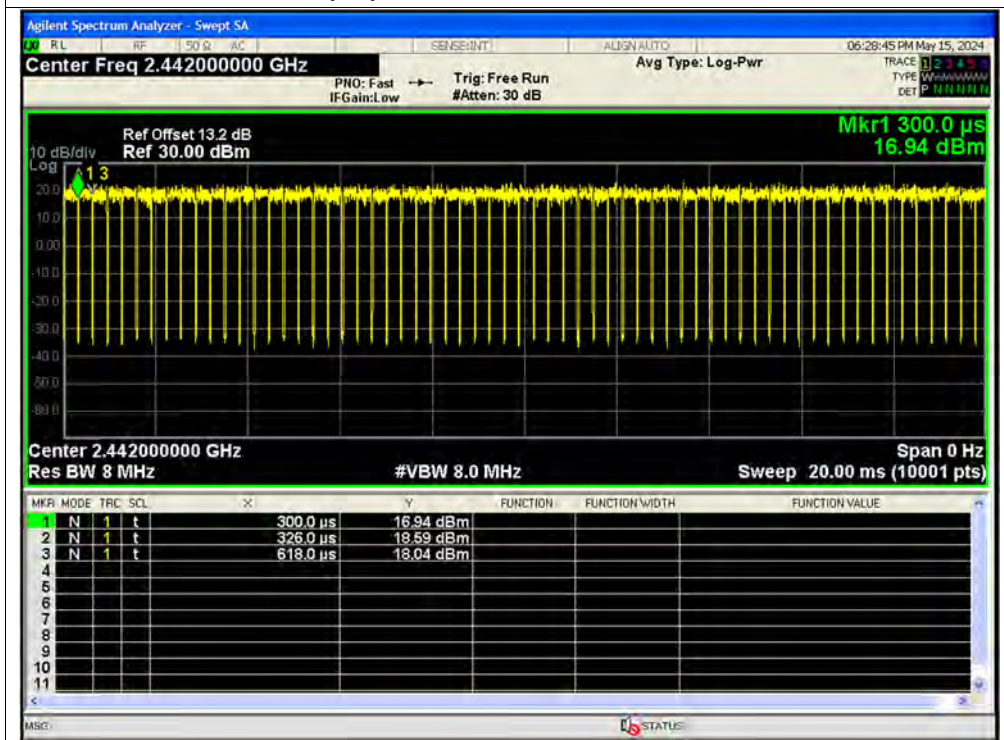 Agilent Spectrum Analyzer - Swept SA
RL RF 50 Ω AC SENSE:INT ALIGN AUTO 06:28:45 PM May 15, 2024
Center Freq 2.442000000 GHz Avg Type: Log-Pwr TRACE 1 2 3 4 5 6
PNO: Fast Trig: Free Run TYPE
IFGain:Low #Atten: 30 dB DET P N N N N N
Mkr1 300.0 µs
16.94 dBm
Ref Offset 13.2 dB
10 dB/div Ref 30.00 dBm
Log
1 3
20.0
10.0
0.00
-10.0
-20.0
-30.0
-40.0
-50.0
-60.0
Center 2.442000000 GHz Span 0 Hz
Res BW 8 MHz #VBW 8.0 MHz Sweep 20.00 ms (10001 pts)
MKR MODE TRC SCL X Y FUNCTION FUNCTION WIDTH FUNCTION VALUE
1 N 1 t 300.0 µs 16.94 dBm
2 N 1 t 326.0 µs 18.59 dBm
3 N 1 t 618.0 µs 18.04 dBm
4
5
6
7
8
9
10
11
MSG STATUS